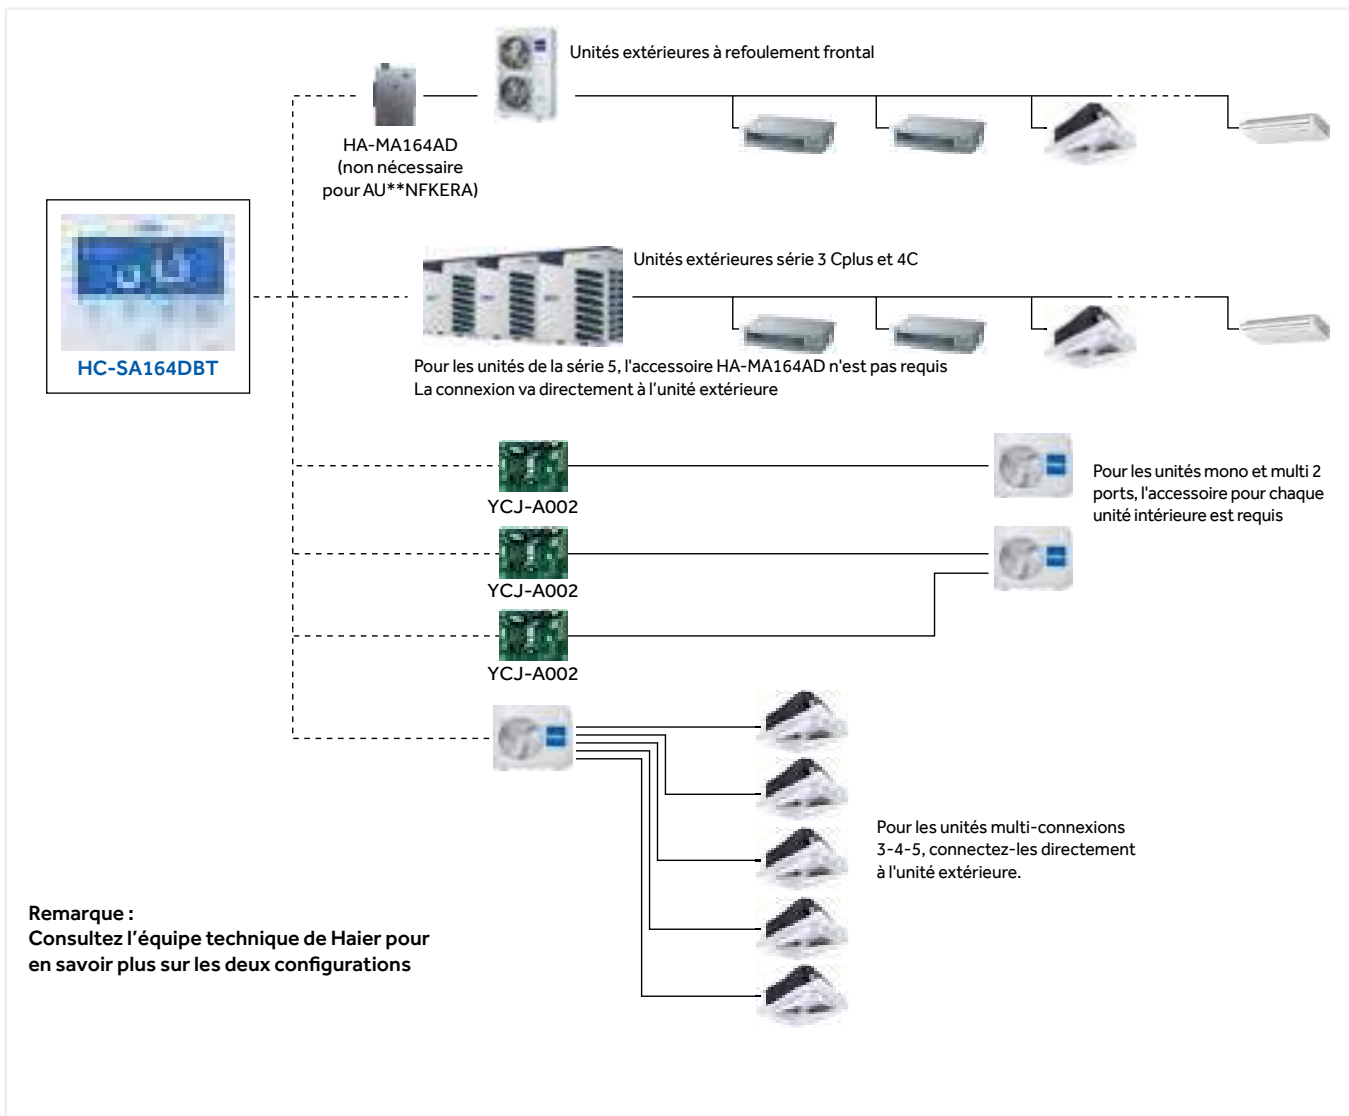 Unités extérieures à refoulement frontal
HA-MA164AD
(non nécessaire
pour AU**NFKERA)
HC-SA164DBT
Unités extérieures série 3 Cplus et 4C
Pour les unités de la série 5, l'accessoire HA-MA164AD n'est pas requis
La connexion va directement à l'unité extérieure
YCJ-A002
Pour les unités mono et multi 2
ports, l'accessoire pour chaque
unité intérieure est requis
YCJ-A002
YCJ-A002
Pour les unités multi-connexions
3-4-5, connectez-les directement
à l'unité extérieure.
Remarque :
Consultez l'équipe technique de Haier pour
en savoir plus sur les deux configurations